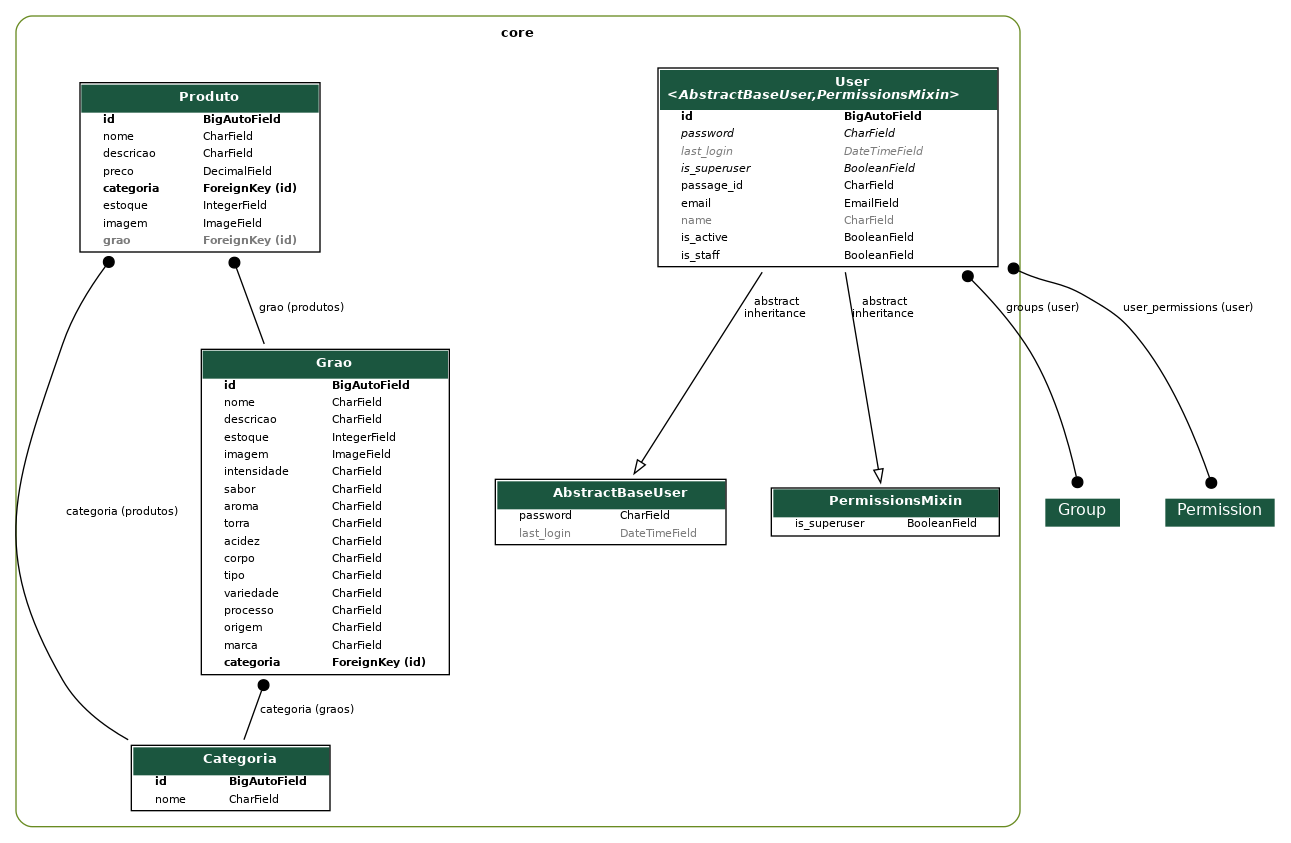 core
Produto
id BigAutoField
nome CharField
descricao CharField
preco DecimalField
categoria ForeignKey (id)
estoque IntegerField
imagem ImageField
grao ForeignKey (id)
User
<AbstractBaseUser,PermissionsMixin>
id BigAutoField
password CharField
last_login DateTimeField
is_superuser BooleanField
passage_id CharField
email EmailField
name CharField
is_active BooleanField
is_staff BooleanField
grao (produtos)
abstract
inheritance
abstract
inheritance
groups (user)
user_permissions (user)
Grao
id BigAutoField
nome CharField
descricao CharField
estoque IntegerField
imagem ImageField
intensidade CharField
sabor CharField
aroma CharField
torra CharField
acidez CharField
corpo CharField
tipo CharField
variedade CharField
processo CharField
origem CharField
marca CharField
categoria ForeignKey (id)
categoria (produtos)
AbstractBaseUser
password CharField
last_login DateTimeField
PermissionsMixin
is_superuser BooleanField
Group
Permission
categoria (graos)
Categoria
id BigAutoField
nome CharField